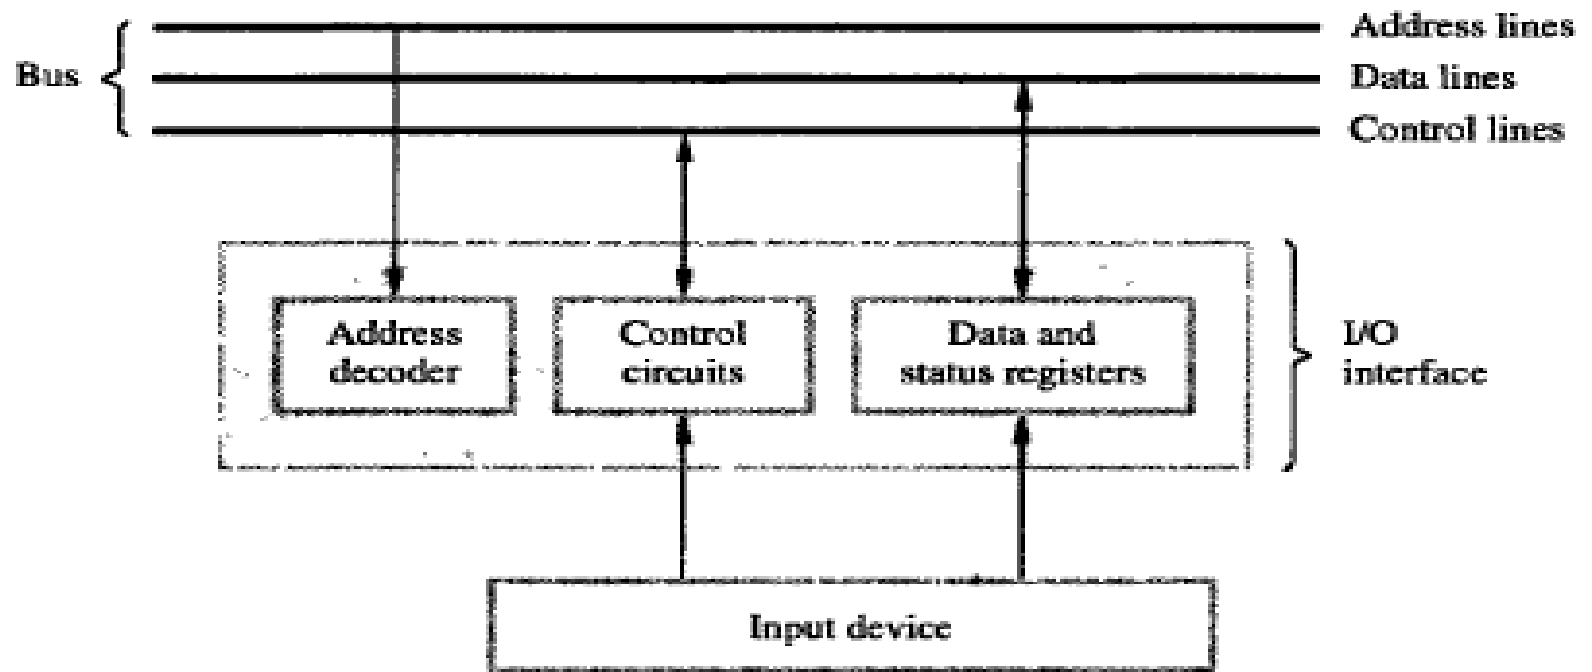 Address lines
Bus
Data lines
Control lines
Address
decoder
Control
circuits
Data and
status registers
I/O
interface
Input device